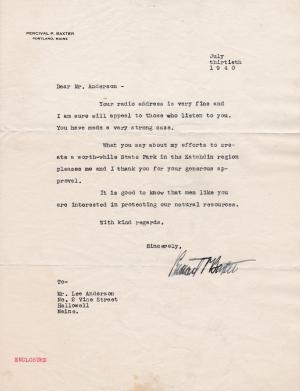 PERCIVAL P. BAXTER
PORTLAND, MAINE
July
thirtieth
1940
Dear Mr. Anderson -
Your radio address is very fine and
I am sure will appeal to those who listen to you.
You have made a very strong case.
What you say about my efforts to cre-
ate a worth-while State Park in the Katahdin region
pleases me and I thank you for your generous ap-
proval.
It is good to know that men like you
are interested in protecting our natural resources.
With kind regards,
Sincerely,
Percival P. Baxter
To-
Mr. Lee Anderson
No. 2 Vine Street
Hallowell
Maine.
ENCLOSURE